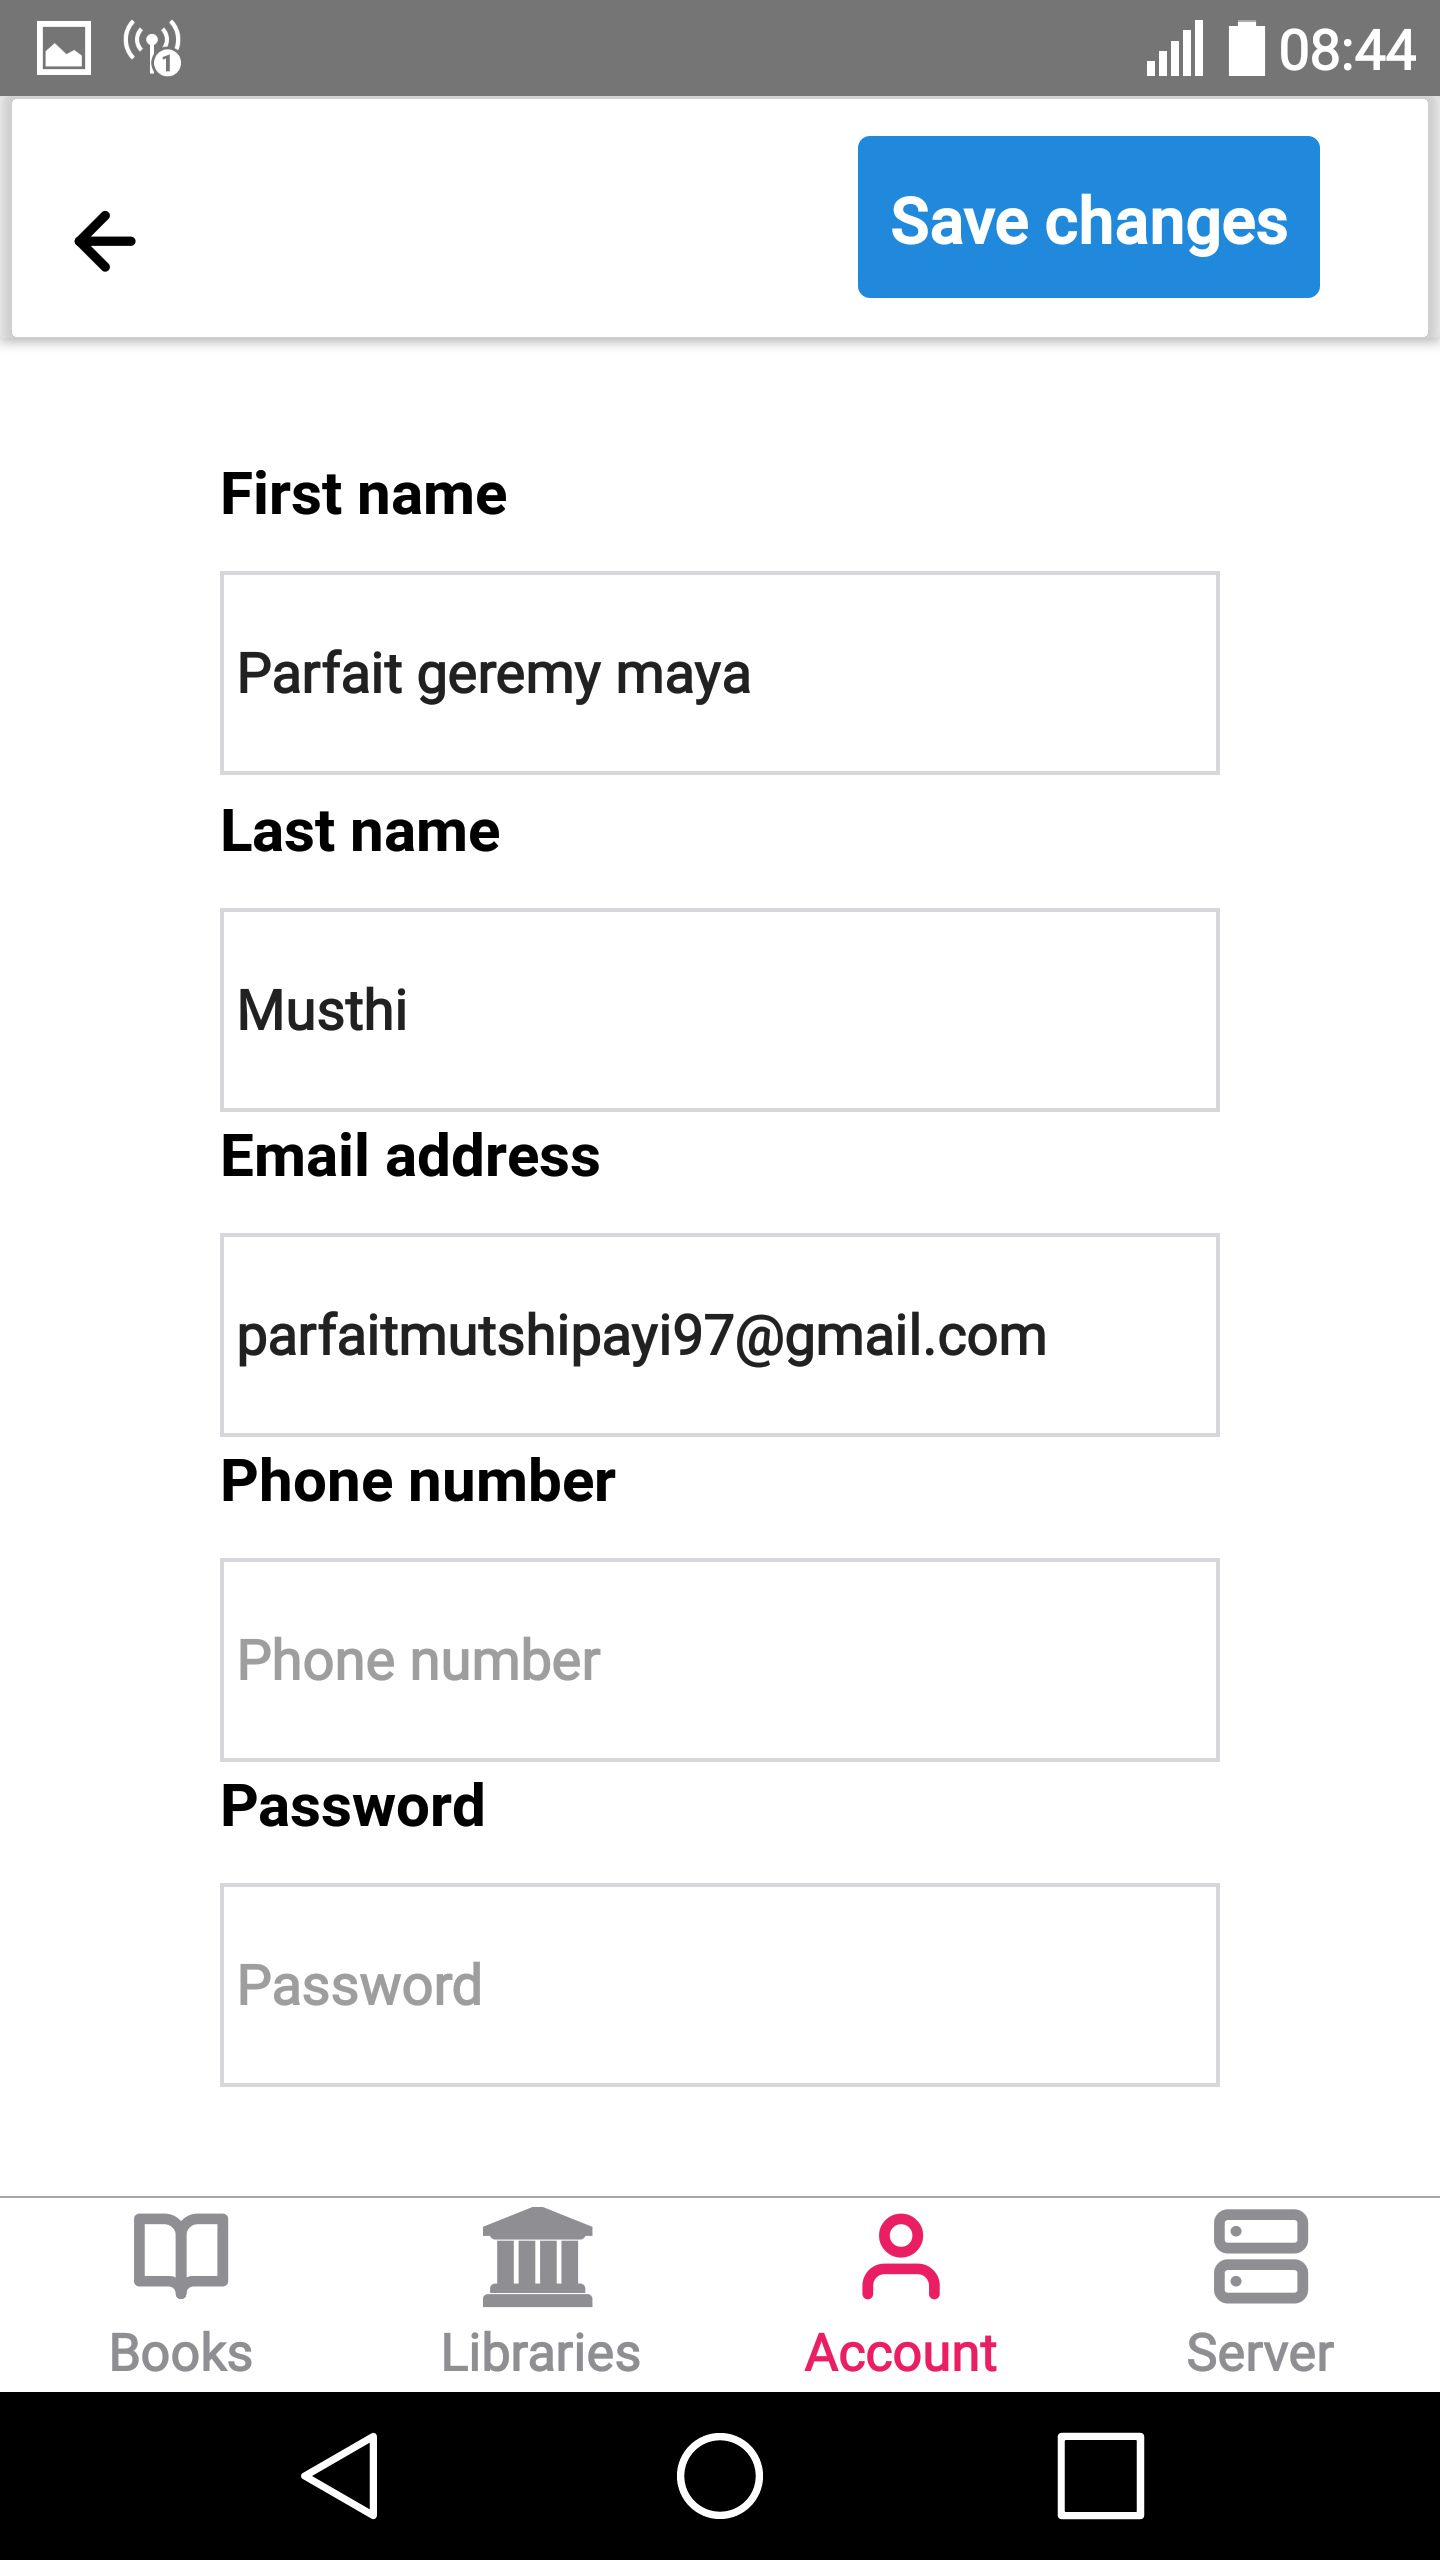 1
08:44
Save changes
First name
Parfait geremy maya
Last name
Musthi
Email address
parfaitmutshipayi97@gmail.com
Phone number
Phone number
Password
Password
Books
Libraries
Account
Server